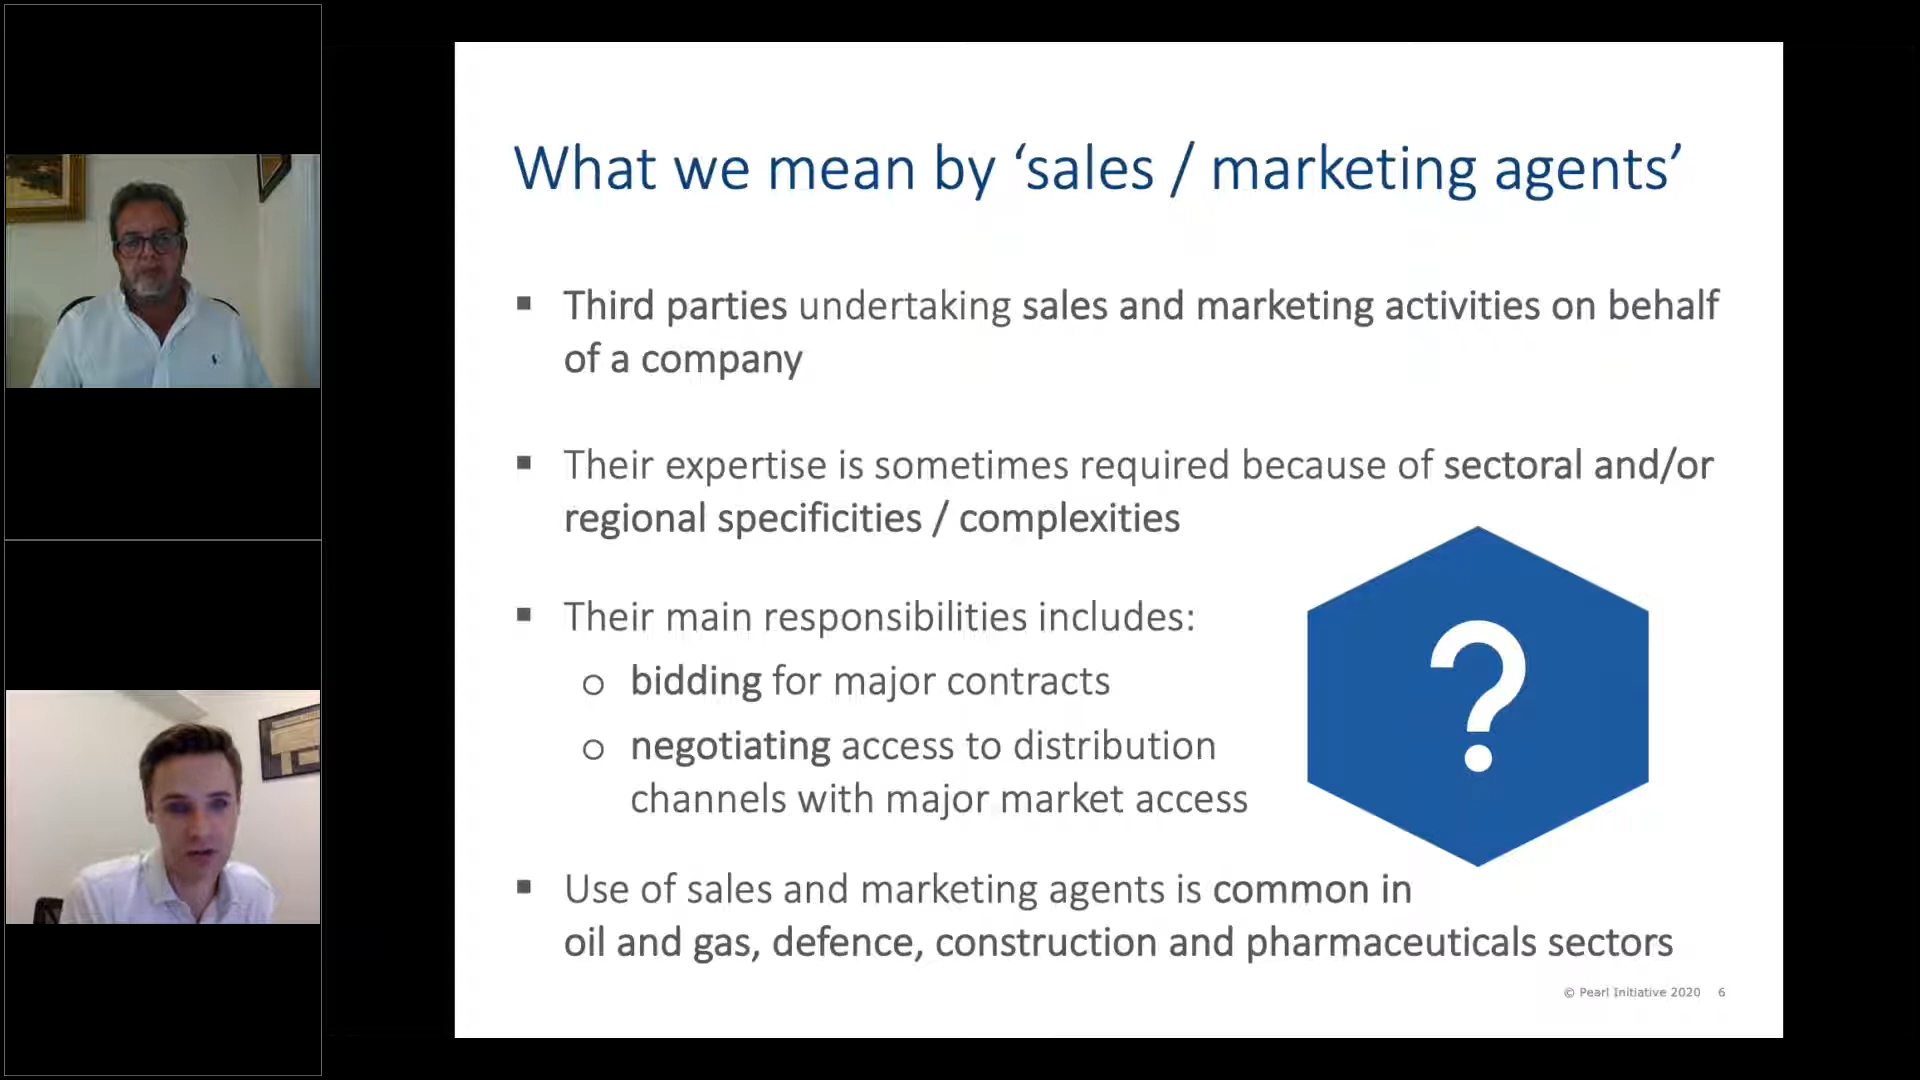 What we mean by ‘sales / marketing agents’
▪ Third parties undertaking sales and marketing activities on behalf
of a company
▪ Their expertise is sometimes required because of sectoral and/or
regional specificities / complexities
▪ Their main responsibilities includes:
o bidding for major contracts
o negotiating access to distribution
channels with major market access
?
▪ Use of sales and marketing agents is common in
oil and gas, defence, construction and pharmaceuticals sectors
© Pearl Initiative 2020 6